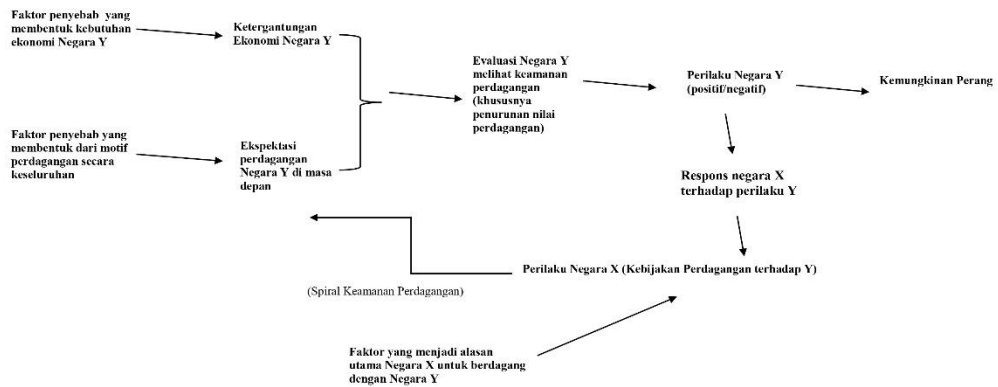 Faktor penyebab yang
membentuk kebutuhan
ekonomi Negara Y
Ketergantungan
Ekonomi Negara Y
Evaluasi Negara Y
melihat keamanan
perdagangan
(khususnya
penurunan nilai
perdagangan)
Perilaku Negara Y
(positif/negatif)
Kemungkinan Perang
Faktor penyebab yang
membentuk dari motif
perdagangan secara
keseluruhan
Ekspektasi
perdagangan
Negara Y di masa
depan
Respons negara X
terhadap perilaku Y
Perilaku Negara X (Kebijakan Perdagangan terhadap Y)
(Spiral Keamanan Perdagangan)
Faktor yang menjadi alasan
utama Negara X untuk berdagang
dengan Negara Y